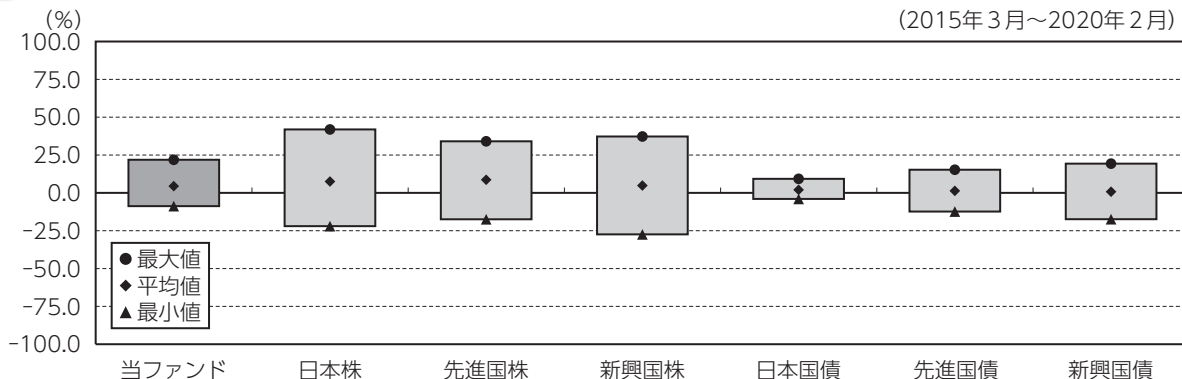 (%)
(2015年3月～2020年2月)
100.0
75.0
50.0
25.0
0.0
-25.0
-50.0
-75.0
-100.0
●最大値
◆平均値
▲最小値
当ファンド 日本株 先進国株 新興国株 日本国債 先進国債 新興国債